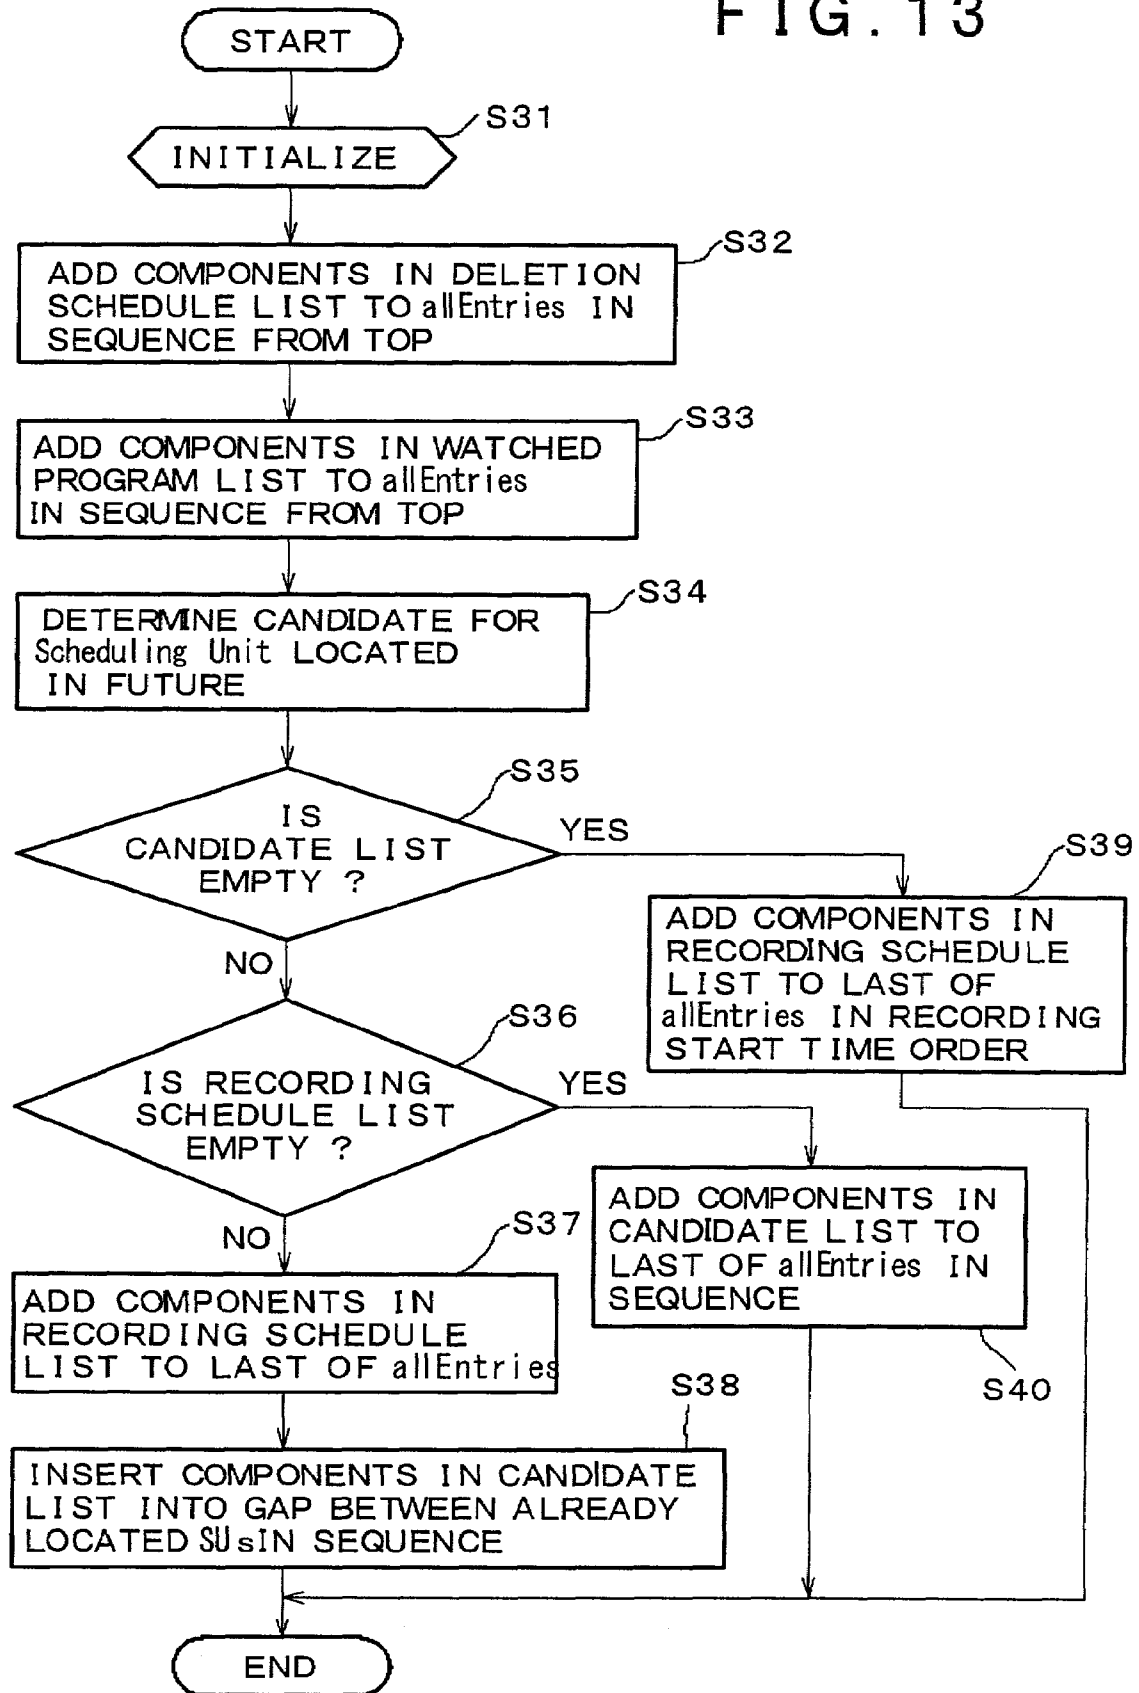 FIG.13
START
S31
INITIALIZE
S32
ADD COMPONENTS IN DELETION
SCHEDULE LIST TO allEntries IN
SEQUENCE FROM TOP
S33
ADD COMPONENTS IN WATCHED
PROGRAM LIST TO allEntries
IN SEQUENCE FROM TOP
S34
DETERMINE CANDIDATE FOR
Scheduling Unit LOCATED
IN FUTURE
S35
IS
CANDIDATE LIST
EMPTY ?
YES
NO
S39
ADD COMPONENTS IN
RECORDING SCHEDULE
LIST TO LAST OF
allEntries IN RECORDING
START TIME ORDER
S36
IS RECORDING
SCHEDULE LIST
EMPTY ?
YES
NO
S40
ADD COMPONENTS IN
CANDIDATE LIST TO
LAST OF allEntries IN
SEQUENCE
S37
ADD COMPONENTS IN
RECORDING SCHEDULE
LIST TO LAST OF allEntries
S38
INSERT COMPONENTS IN CANDIDATE
LIST INTO GAP BETWEEN ALREADY
LOCATED SUsIN SEQUENCE
END